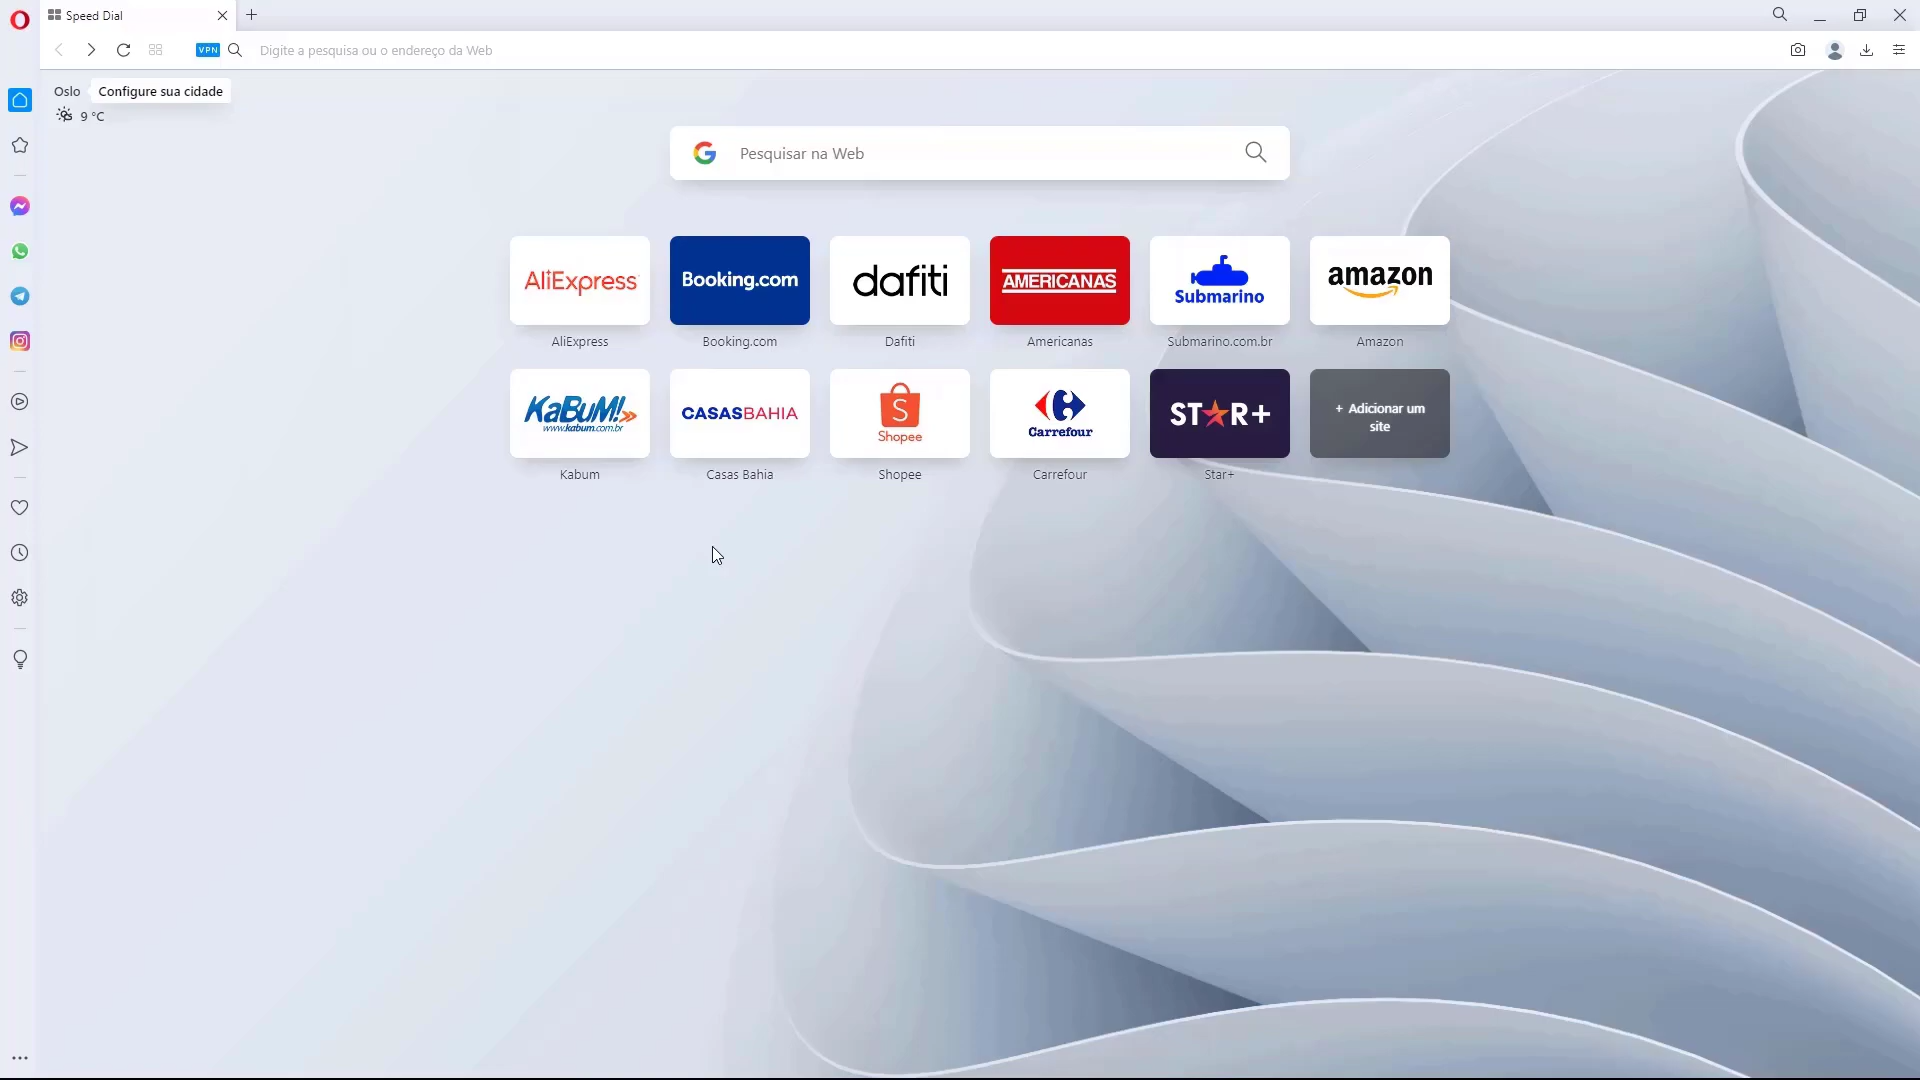 Speed Dial
VPN
Digite a pesquisa ou o endereço da Web
Oslo
Configure sua cidade
9 °C
Pesquisar na Web
AliExpress
Booking.com
dafiti
AMERICANAS
Submarino
amazon
AliExpress
Booking.com
Dafiti
Americanas
Submarino.com.br
Amazon
KaBuM!
www.kabum.com.br
CASASBAHIA
S
Shopee
Carrefour
ST★R+
+ Adicionar um
site
Kabum
Casas Bahia
Shopee
Carrefour
Star+